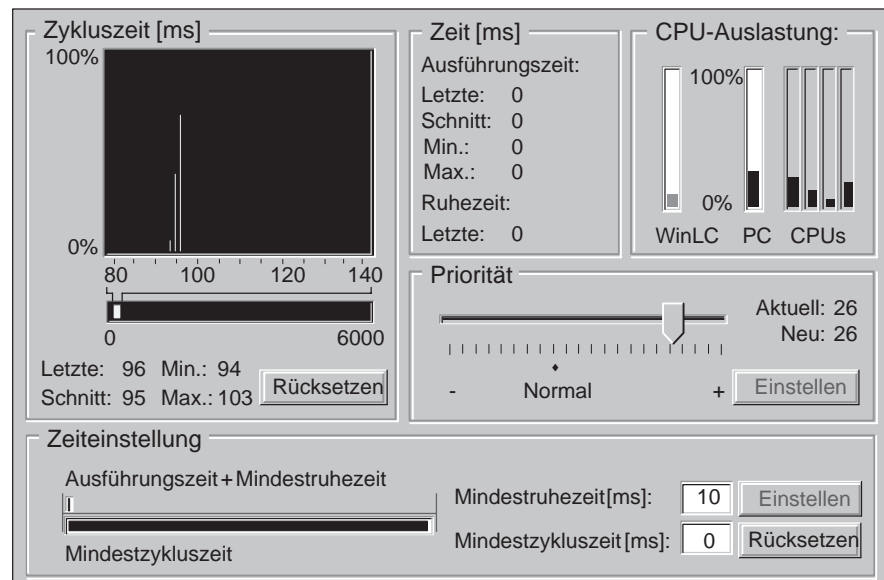 Zykluszeit [ms]
100%
0%
80 100 120 140
0 6000
Letzte: 96 Min.: 94
Schnitt: 95 Max.: 103
Rücksetzen
Zeit [ms]
Ausführungszeit:
Letzte: 0
Schnitt: 0
Min.: 0
Max.: 0
Ruhezeit:
Letzte: 0
CPU-Auslastung:
100%
0%
WinLC PC CPUs
Priorität
Aktuell: 26
Neu: 26
- Normal +
Einstellen
Zeiteinstellung
Ausführungszeit + Mindestruhezeit
Mindestzykluszeit
Mindestruhezeit[ms]: 10 Einstellen
Mindestzykluszeit [ms]: 0 Rücksetzen